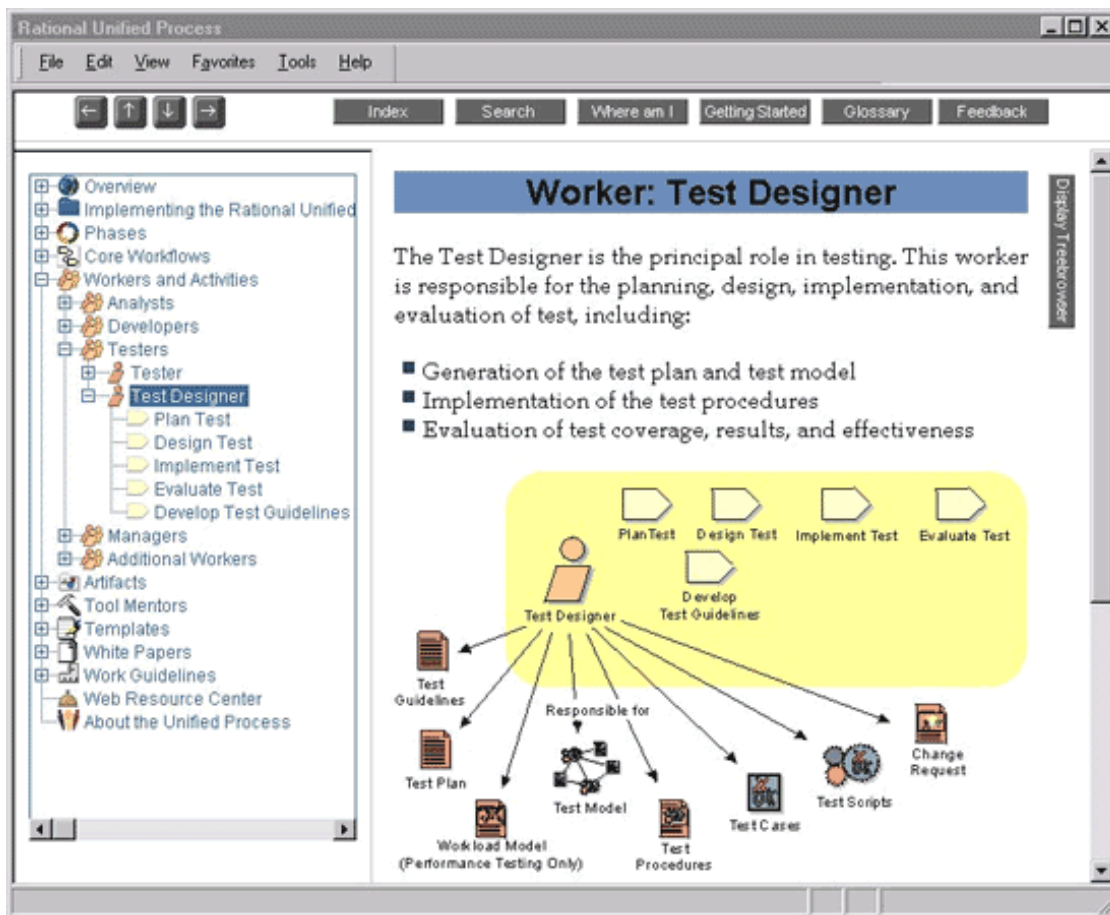 Rational Unified Process
File Edit View Favorites Tools Help
Index Search Where am I Getting Started Glossary Feedback
Overview
Implementing the Rational Unified
Phases
Core Workflows
Workers and Activities
Analysts
Developers
Testers
Tester
Test Designer
Plan Test
Design Test
Implement Test
Evaluate Test
Develop Test Guidelines
Managers
Additional Workers
Artifacts
Tool Mentors
Templates
White Papers
Work Guidelines
Web Resource Center
About the Unified Process
Worker: Test Designer
Display Treebrowser
The Test Designer is the principal role in testing. This worker
is responsible for the planning, design, implementation, and
evaluation of test, including:
Generation of the test plan and test model
Implementation of the test procedures
Evaluation of test coverage, results, and effectiveness
Plan Test Design Test Implement Test Evaluate Test
Develop
Test Guidelines
Test Designer
Test
Guidelines
Responsible for
Test Plan
Test Model
Workload Model
(Performance Testing Only)
Test
Procedures
Test Cases
Test Scripts
Change
Request